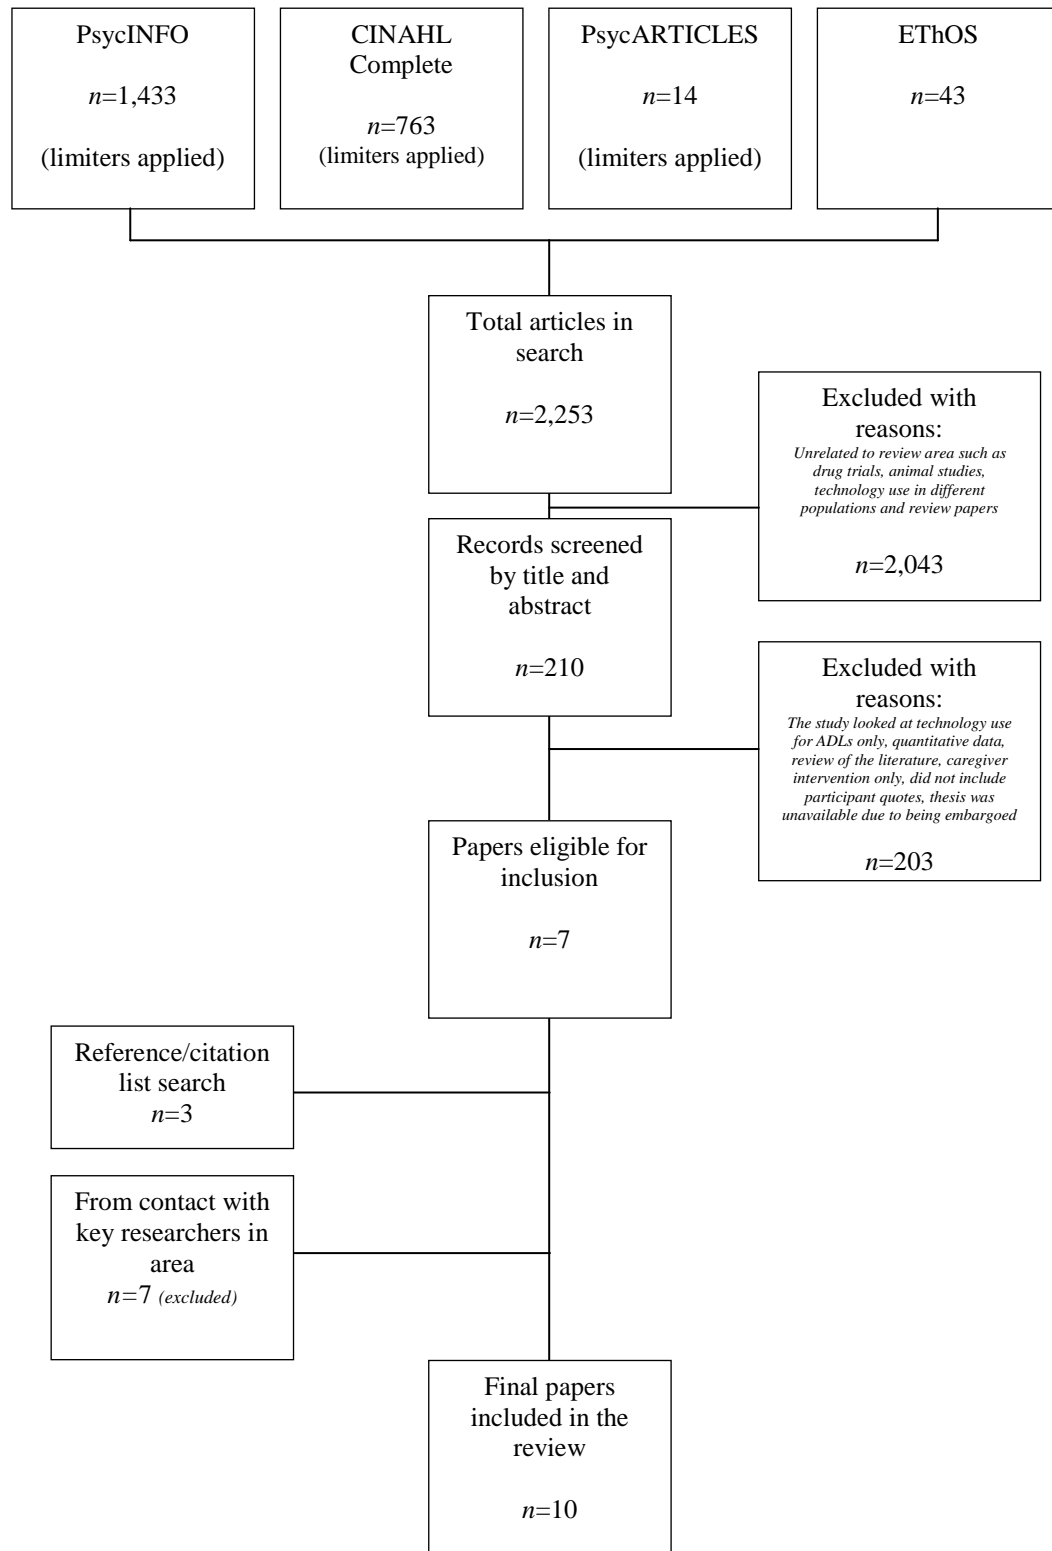 PsycINFO
n=1,433
(limiters applied)
CINAHL
Complete
n=763
(limiters applied)
PsycARTICLES
n=14
(limiters applied)
EThOS
n=43
Total articles in
search
n=2,253
Excluded with
reasons:
Unrelated to review area such as
drug trials, animal studies,
technology use in different
populations and review papers
n=2,043
Records screened
by title and
abstract
n=210
Excluded with
reasons:
The study looked at technology use
for ADLs only, quantitative data,
review of the literature, caregiver
intervention only, did not include
participant quotes, thesis was
unavailable due to being embargoed
n=203
Papers eligible for
inclusion
n=7
Reference/citation
list search
n=3
From contact with
key researchers in
area
n=7 (excluded)
Final papers
included in the
review
n=10